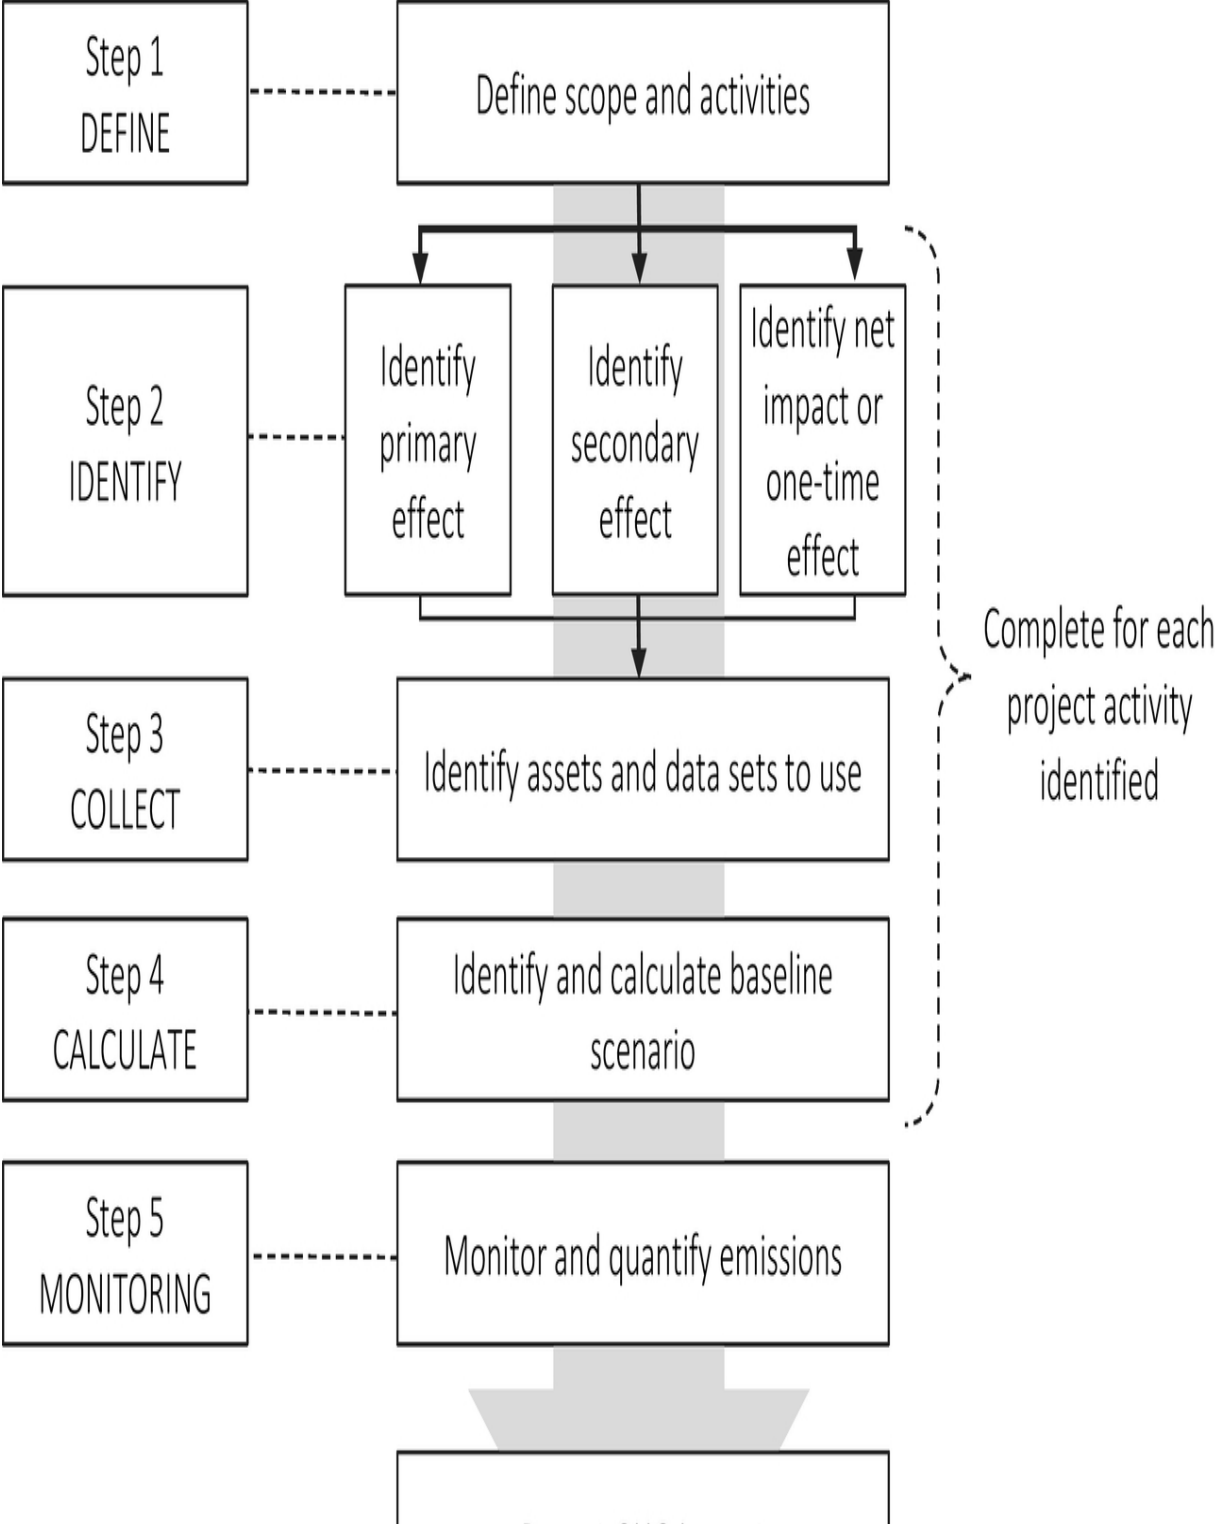 Step 1
DEFINE
Define scope and activities
Step 2
IDENTIFY
Identify
primary
effect
Identify
secondary
effect
Identify net
impact or
one-time
effect
Complete for each
project activity
identified
Step 3
COLLECT
Identify assets and data sets to use
Step 4
CALCULATE
Identify and calculate baseline
scenario
Step 5
MONITORING
Monitor and quantify emissions